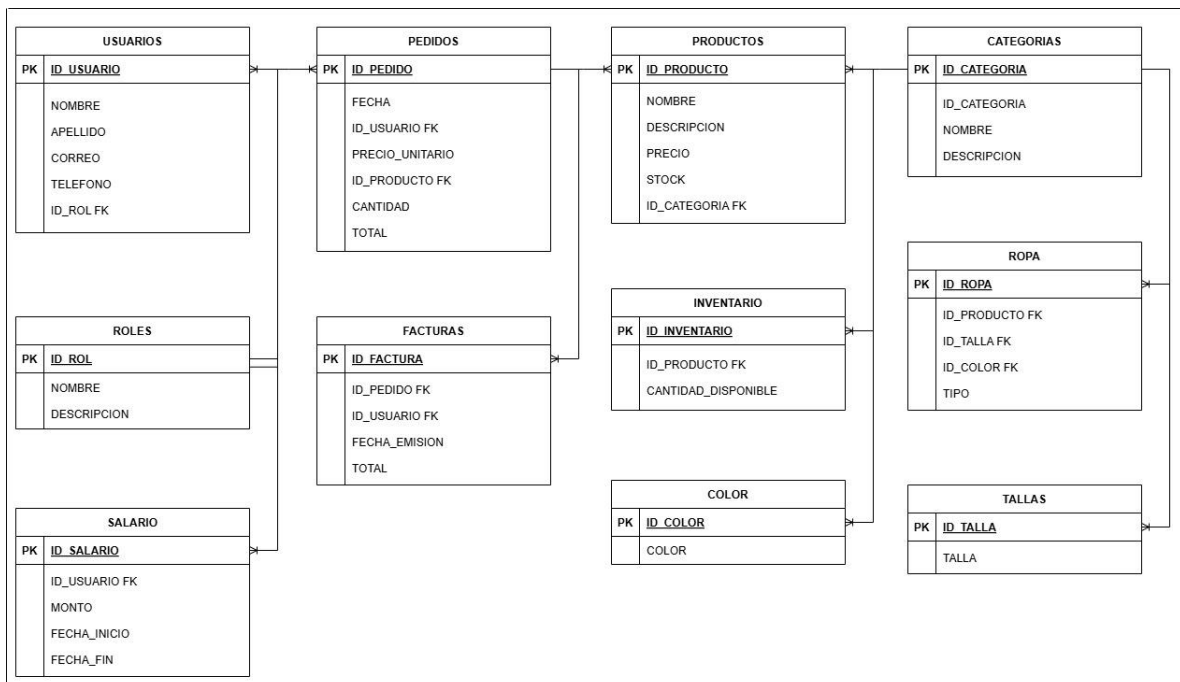 USUARIOS
PK ID_USUARIO
NOMBRE
APELLIDO
CORREO
TELEFONO
ID_ROL FK
PEDIDOS
PK ID_PEDIDO
FECHA
ID_USUARIO FK
PRECIO_UNITARIO
ID_PRODUCTO FK
CANTIDAD
TOTAL
PRODUCTOS
PK ID_PRODUCTO
NOMBRE
DESCRIPCION
PRECIO
STOCK
ID_CATEGORIA FK
CATEGORIAS
PK ID_CATEGORIA
ID_CATEGORIA
NOMBRE
DESCRIPCION
ROLES
PK ID_ROL
NOMBRE
DESCRIPCION
FACTURAS
PK ID_FACTURA
ID_PEDIDO FK
ID_USUARIO FK
FECHA_EMISION
TOTAL
INVENTARIO
PK ID_INVENTARIO
ID_PRODUCTO FK
CANTIDAD_DISPONIBLE
ROPA
PK ID_ROPA
ID_PRODUCTO FK
ID_TALLA FK
ID_COLOR FK
TIPO
SALARIO
PK ID_SALARIO
ID_USUARIO FK
MONTO
FECHA_INICIO
FECHA_FIN
COLOR
PK ID_COLOR
COLOR
TALLAS
PK ID_TALLA
TALLA